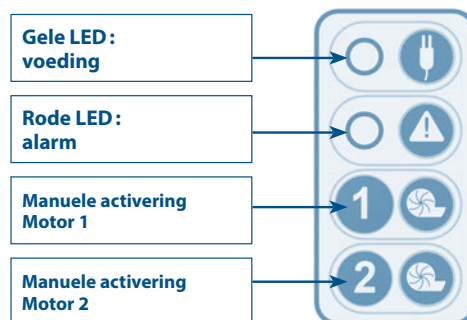 Gele LED :
voeding
Rode LED :
alarm
Manuele activering
Motor 1
1
Manuele activering
Motor 2
2